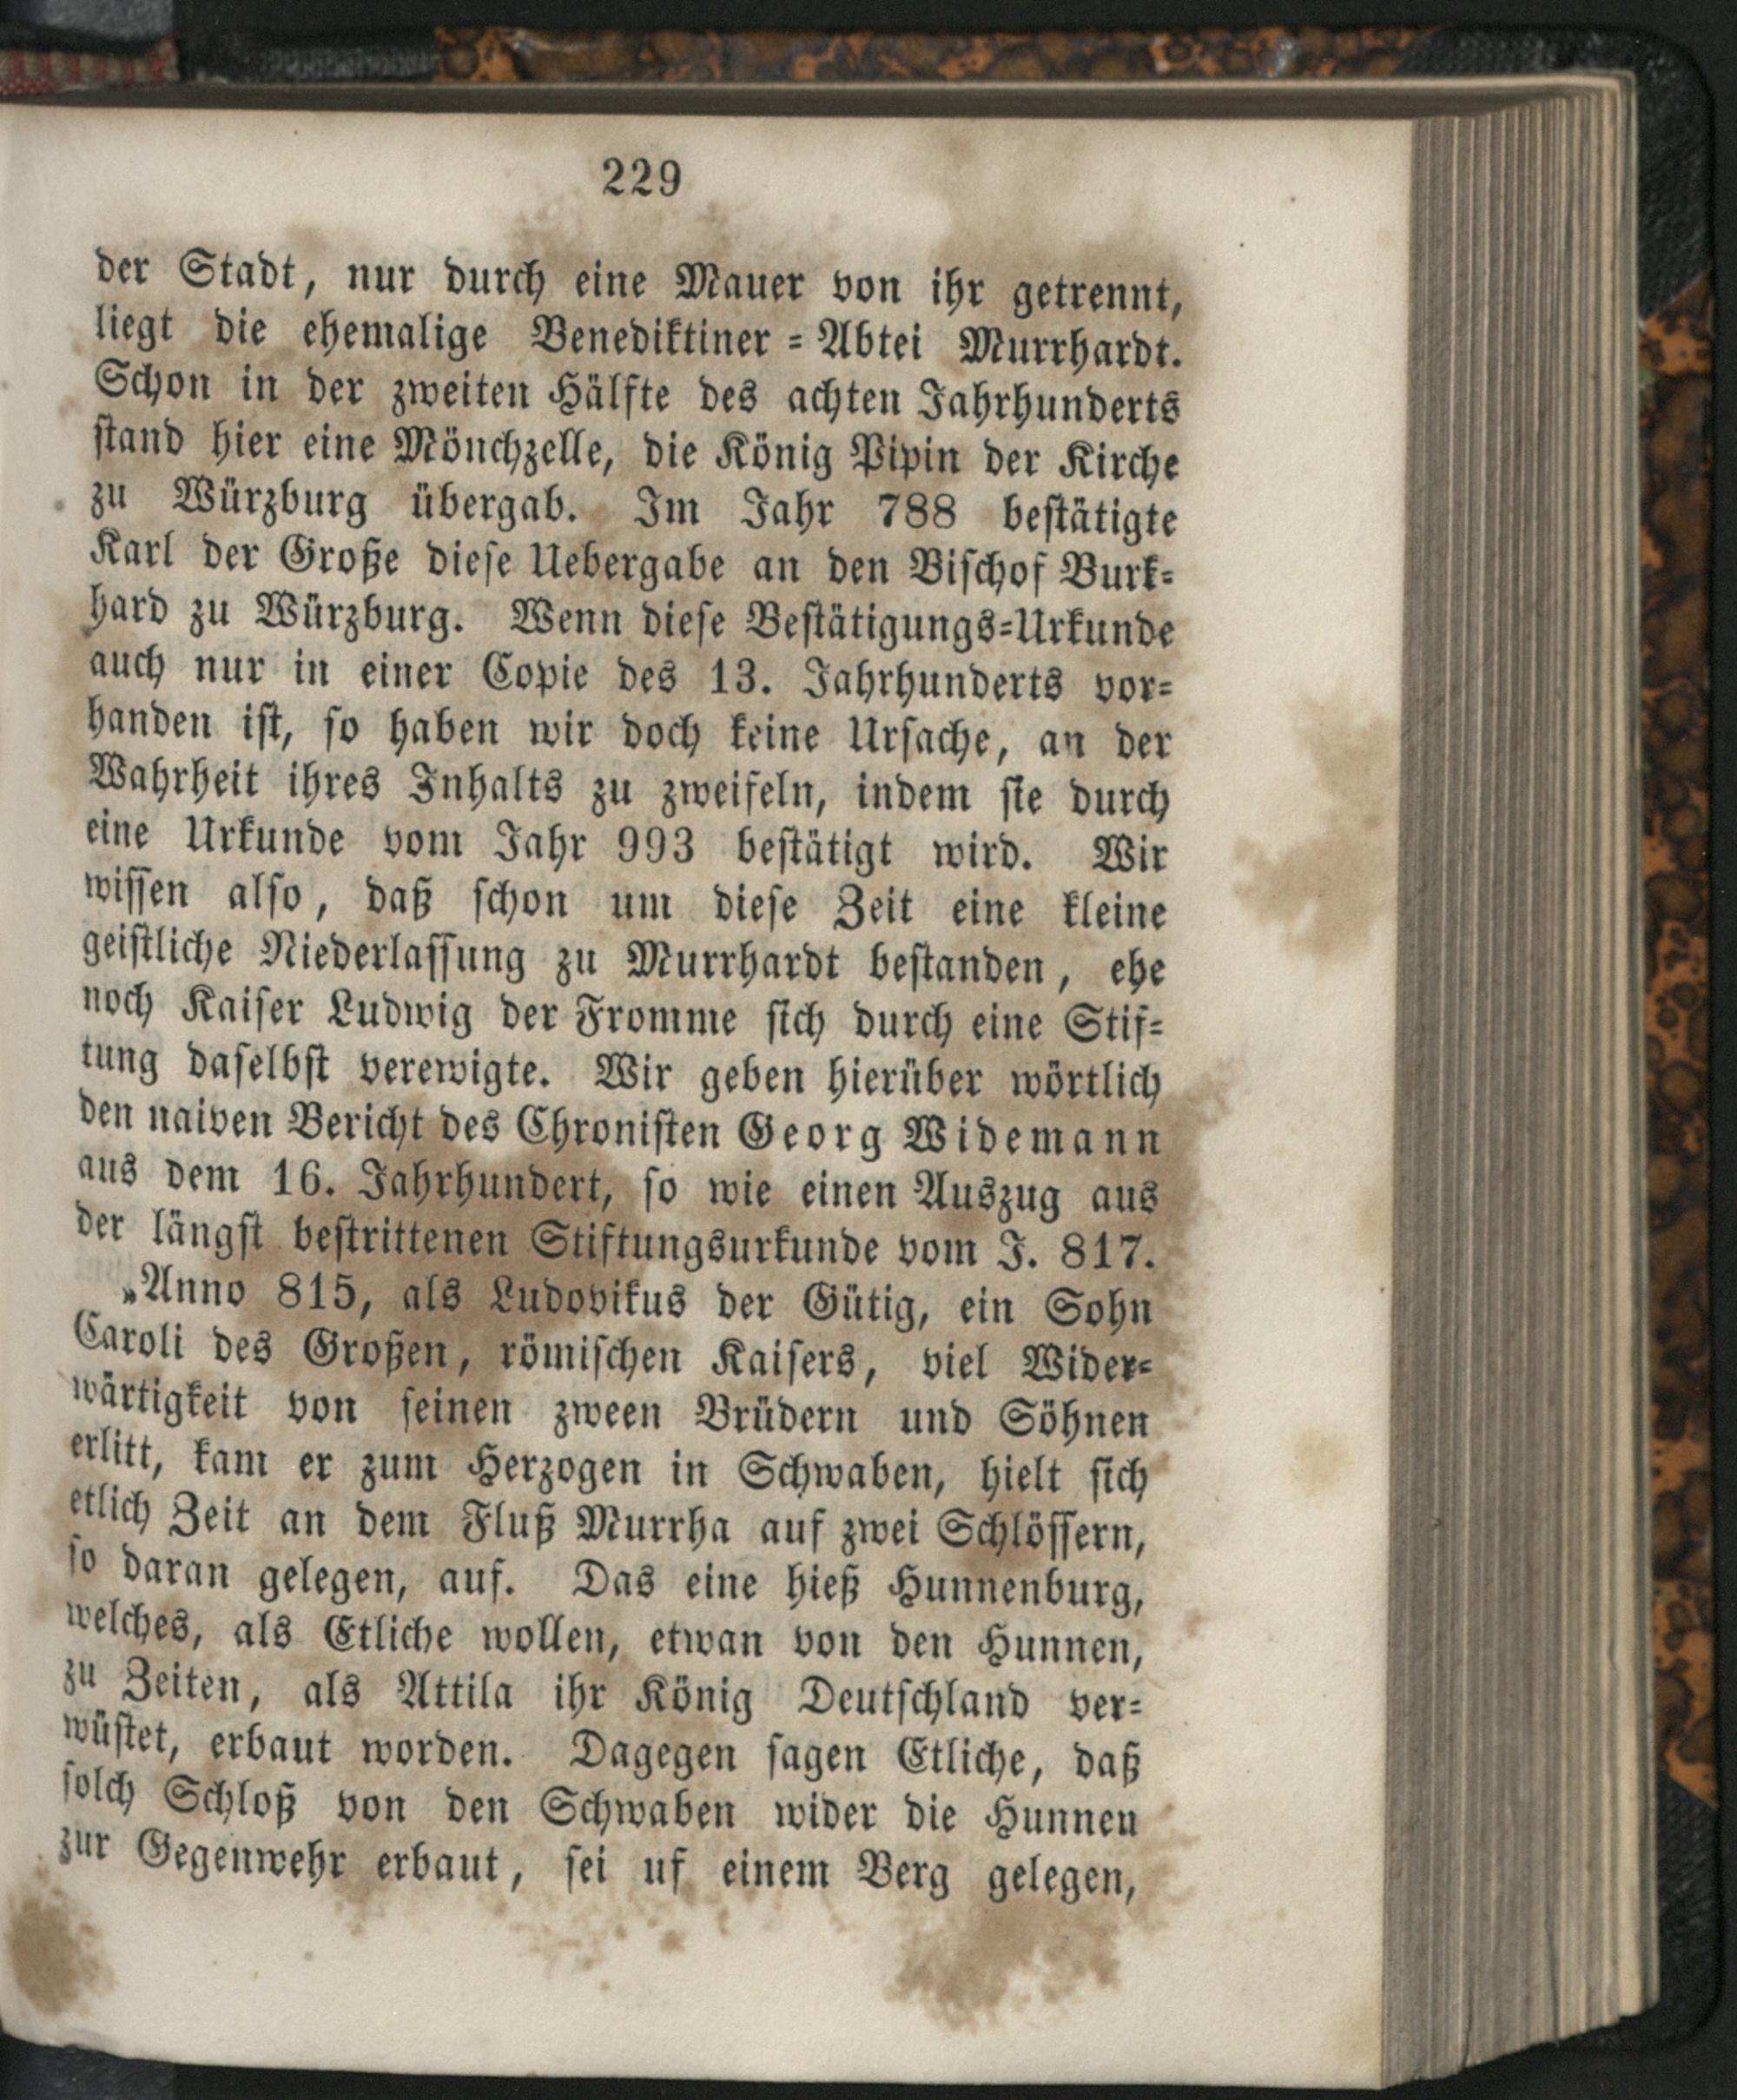 229
der Stadt, nur durch eine Mauer von ihr getrennt,
liegt die ehemalige Benediktiner=Abtei Murrhardt.
Schon in der zweiten Hälfte des achten Jahrhunderts
stand hier eine Mönchzelle, die König Pipin der Kirche
zu Würzburg übergab. Im Jahr 788 bestätigte
Karl der Große diese Uebergabe an den Bischof Burk=
hard zu Würzburg. Wenn diese Bestätigungs=Urkunde
auch nur in einer Copie des 13. Jahrhunderts vor=
handen ist, so haben wir doch keine Ursache, an der
Wahrheit ihres Inhalts zu zweifeln, indem sie durch
eine Urkunde vom Jahr 993 bestätigt wird. Wir
wissen also, daß schon um diese Zeit eine kleine
geistliche Niederlassung zu Murrhardt bestanden, ehe
noch Kaiser Ludwig der Fromme sich durch eine Stif=
tung daselbst verewigte. Wir geben hierüber wörtlich
den naiven Bericht des Chronisten Georg Widemann
aus dem 16. Jahrhundert, so wie einen Auszug aus
der längst bestrittenen Stiftungsurkunde vom J. 817.
„Anno 815, als Ludovikus der Gütig, ein Sohn
Caroli des Großen, römischen Kaisers, viel Wider=
wärtigkeit von seinen zween Brüdern und Söhnen
erlitt, kam er zum Herzogen in Schwaben, hielt sich
etlich Zeit an dem Fluß Murrha auf zwei Schlössern,
so daran gelegen, auf. Das eine hieß Hunnenburg,
welches, als Etliche wollen, etwan von den Hunnen,
zu Zeiten, als Attila ihr König Deutschland ver=
wüstet, erbaut worden. Dagegen sagen Etliche, daß
solch Schloß von den Schwaben wider die Hunnen
zur Gegenwehr erbaut, sei uf einem Berg gelegen,